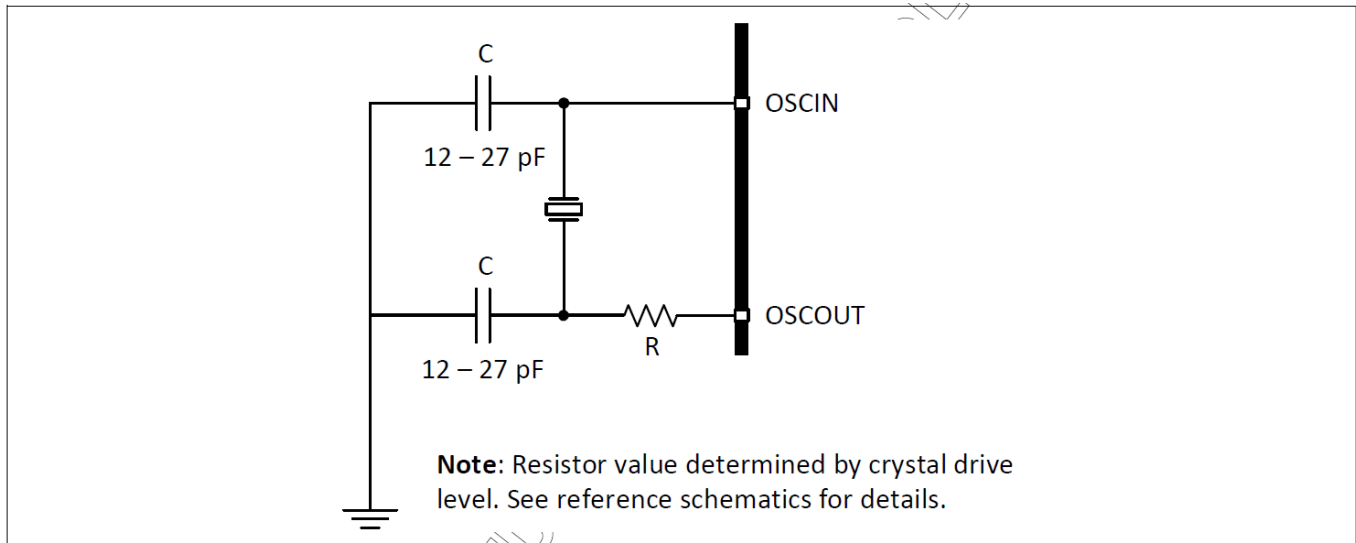 C
OSCIN
12 – 27 pF
C
OSCOUT
R
12 – 27 pF
Note: Resistor value determined by crystal drive
level. See reference schematics for details.